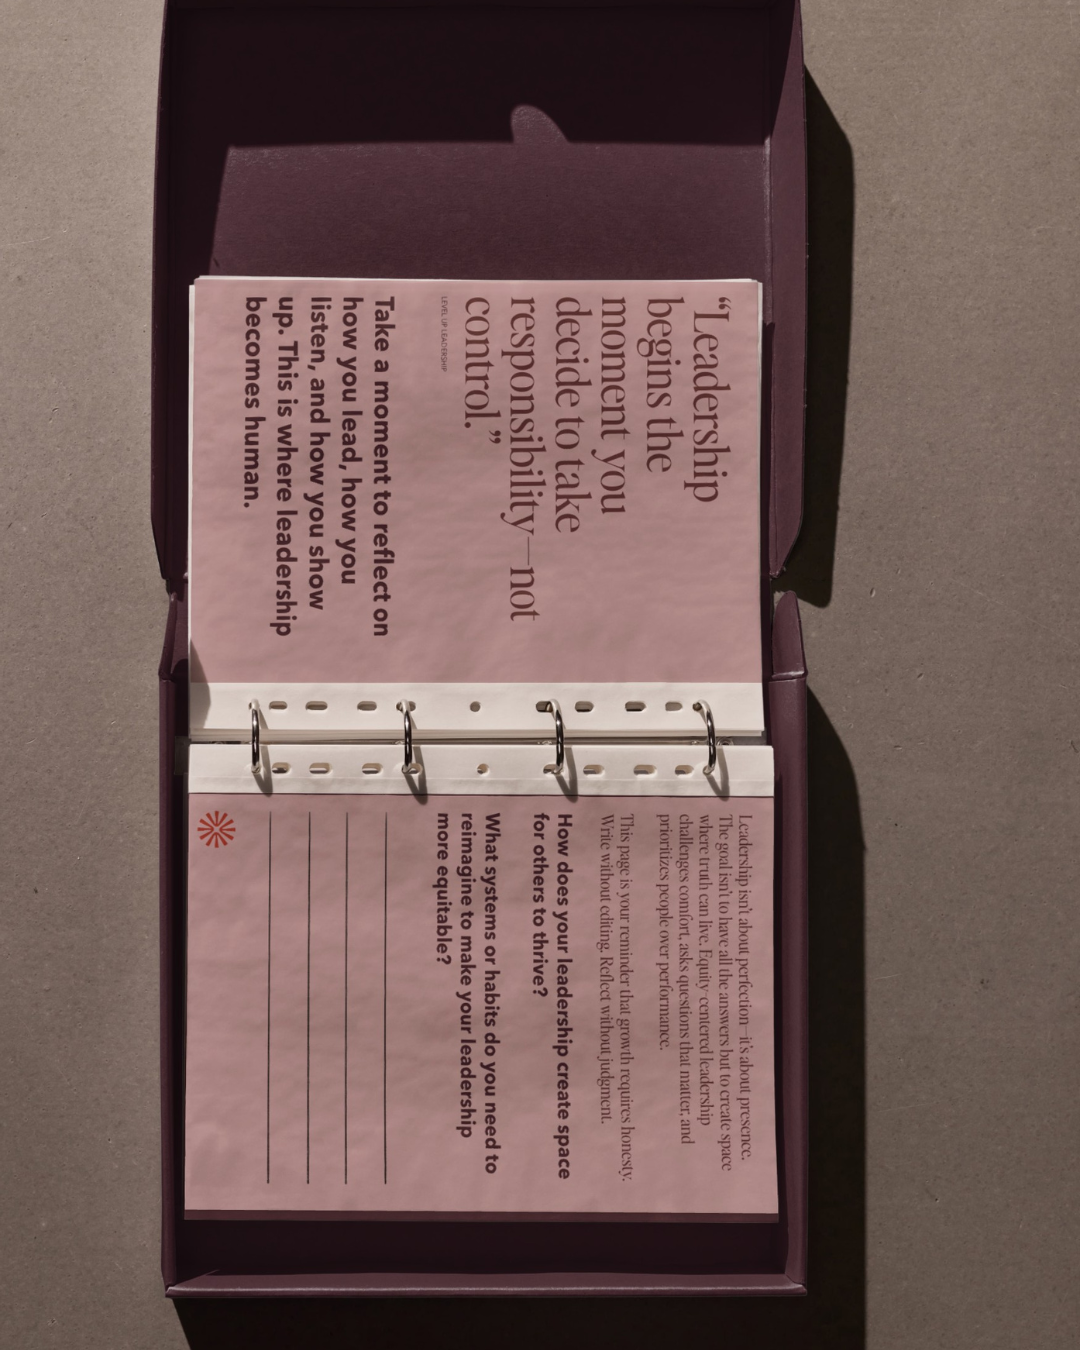 “Leadership
begins the
moment you
decide to take
responsibility—not
control.”
LEVEL UP LEADERSHIP
Take a moment to reflect on
how you lead, how you
listen, and how you show
up. This is where leadership
becomes human.
Leadership isn't about perfection—it's about presence.
The goal isn't to have all the answers but to create space
where truth can live. Equity-centered leadership
challenges comfort, asks questions that matter, and
prioritizes people over performance.
This page is your reminder that growth requires honesty.
Write without editing. Reflect without judgment.
How does your leadership create space
for others to thrive?
What systems or habits do you need to
reimagine to make your leadership
more equitable?